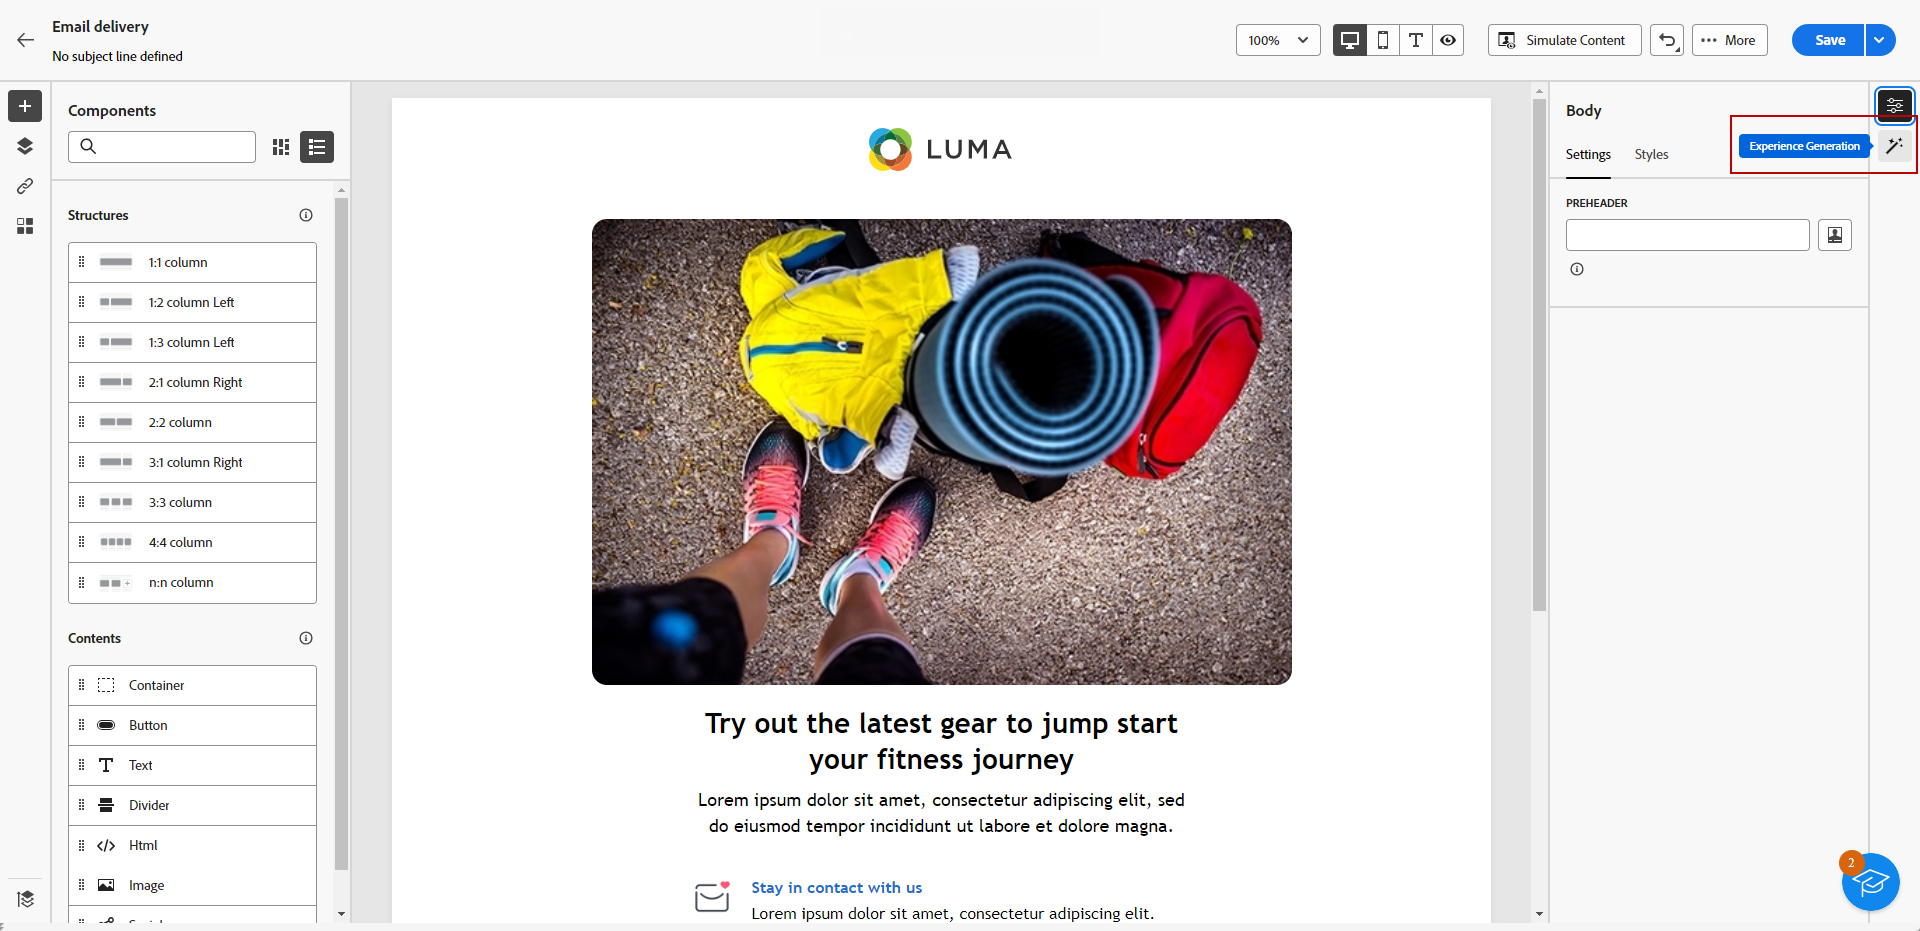 Email delivery
No subject line defined
100%
Simulate Content
More
Save
Components
Structures
1:1 column
1:2 column Left
1:3 column Left
2:1 column Right
2:2 column
3:1 column Right
3:3 column
4:4 column
n:n column
Contents
Container
Button
Text
Divider
Html
Image
LUMA
Try out the latest gear to jump start
your fitness journey
Lorem ipsum dolor sit amet, consectetur adipiscing elit, sed
do eiusmod tempor incididunt ut labore et dolore magna.
Stay in contact with us
Lorem ipsum dolor sit amet, consectetur adipiscing elit.
Body
Experience Generation
Settings Styles
PREHEADER
2